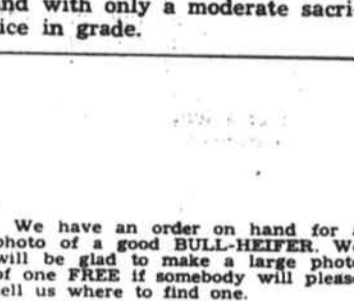 and with only a moderate sacri-
ice in grade.
We have an order on hand for a
photo of a good BULL-HEIFER. We
will be glad to make a large photo
of one FREE if somebody will please
tell us where to find one.